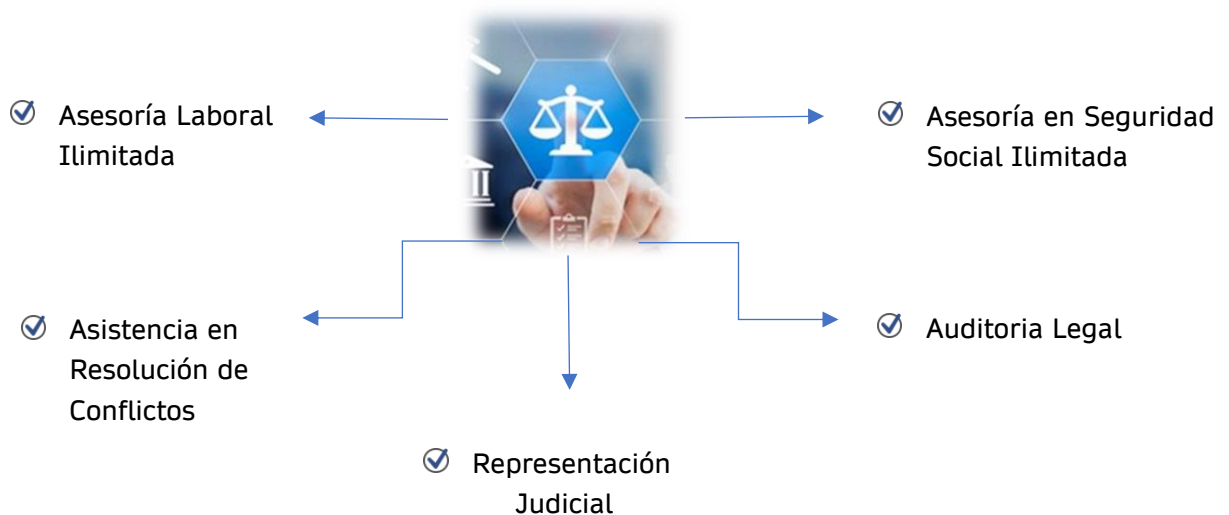 Asesoría Laboral
Ilimitada
Asesoría en Seguridad
Social Ilimitada
Asistencia en
Resolución de
Conflictos
Auditoria Legal
Representación
Judicial